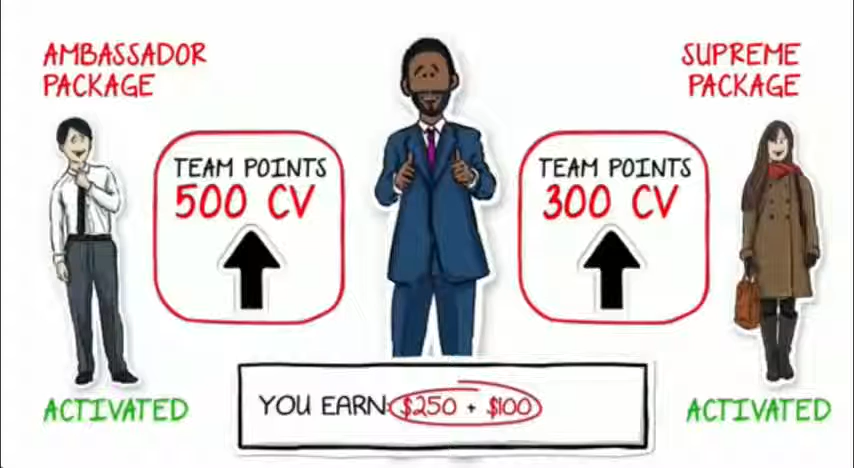 AMBASSADOR
PACKAGE
SUPREME
PACKAGE
TEAM POINTS
500 CV
TEAM POINTS
300 CV
YOU EARN: $250 + $100
ACTIVATED
ACTIVATED